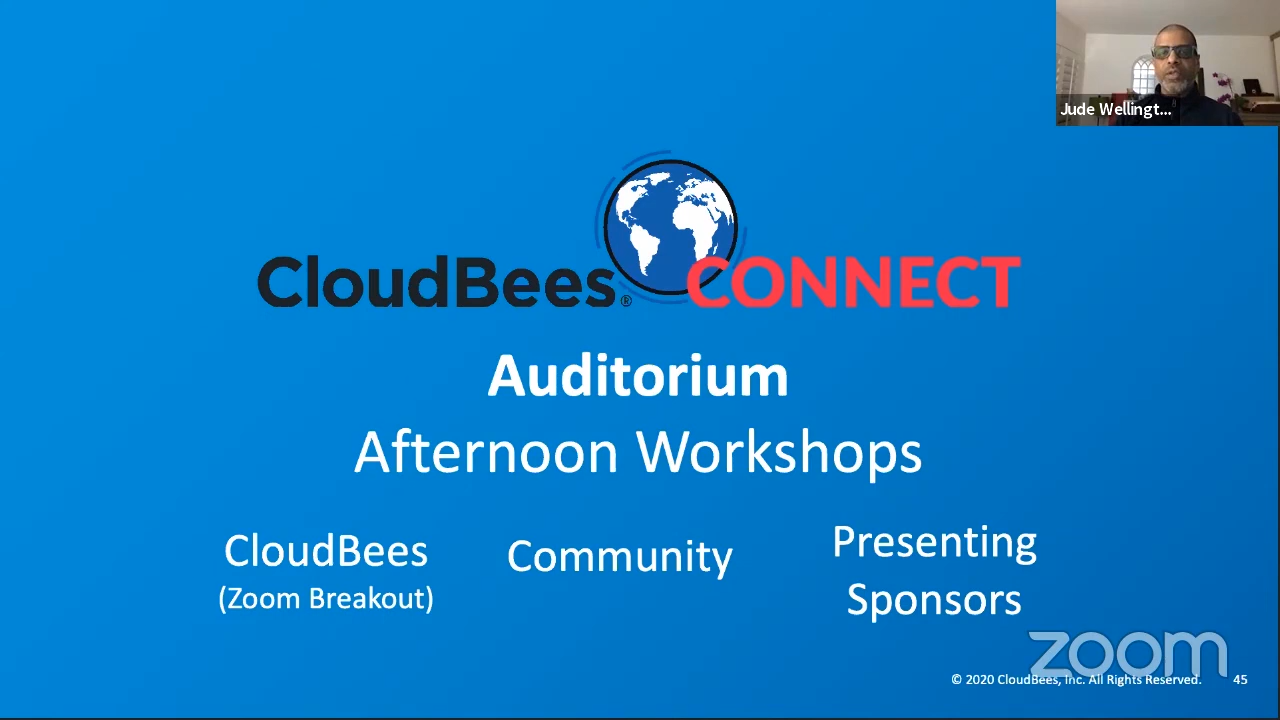 Jude Wellingt...
CloudBees® CONNECT
Auditorium
Afternoon Workshops
CloudBees
(Zoom Breakout)
Community
Presenting
Sponsors
zoom
© 2020 CloudBees, Inc. All Rights Reserved. 45